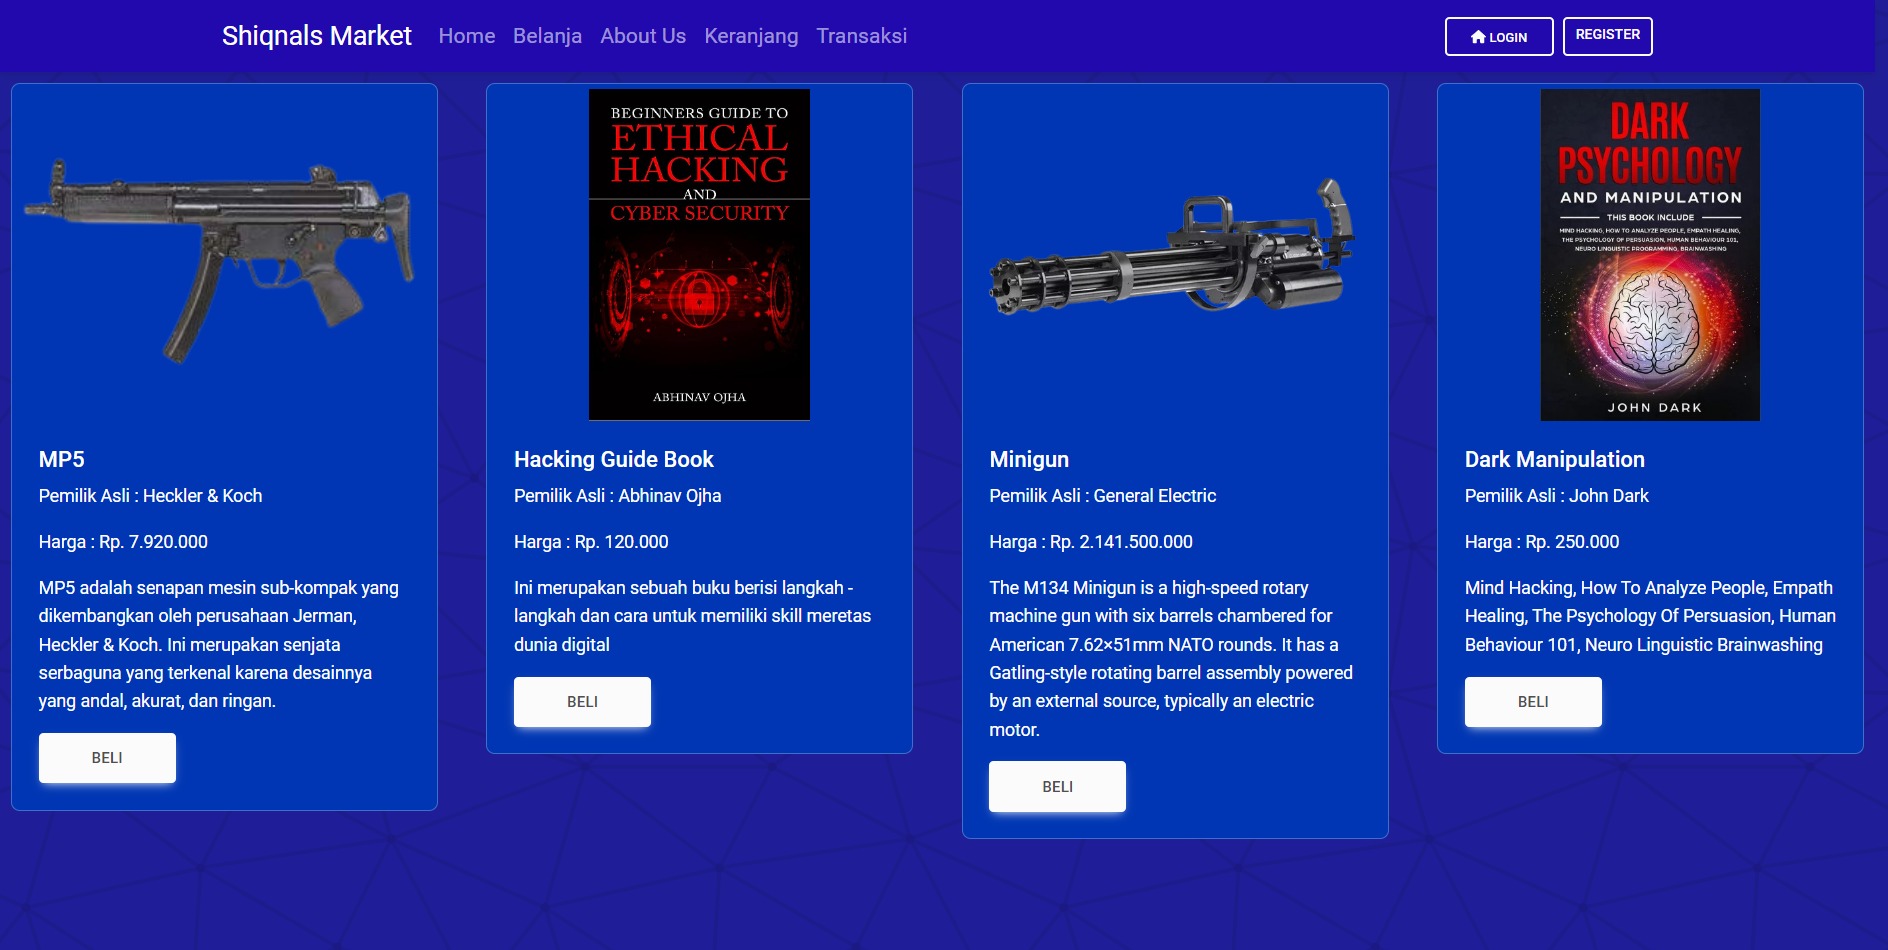 Shiqnals Market
Home
Belanja
About Us
Keranjang
Transaksi
LOGIN
REGISTER
MP5
Pemilik Asli : Heckler & Koch
Harga : Rp. 7.920.000
MP5 adalah senapan mesin sub-kompak yang
dikembangkan oleh perusahaan Jerman,
Heckler & Koch. Ini merupakan senjata
serbaguna yang terkenal karena desainnya
yang andal, akurat, dan ringan.
BELI
BEGINNERS GUIDE TO
ETHICAL
HACKING
AND
CYBER SECURITY
ABHINAV OJHA
Hacking Guide Book
Pemilik Asli : Abhinav Ojha
Harga : Rp. 120.000
Ini merupakan sebuah buku berisi langkah -
langkah dan cara untuk memiliki skill meretas
dunia digital
BELI
Minigun
Pemilik Asli : General Electric
Harga : Rp. 2.141.500.000
The M134 Minigun is a high-speed rotary
machine gun with six barrels chambered for
American 7.62×51mm NATO rounds. It has a
Gatling-style rotating barrel assembly powered
by an external source, typically an electric
motor.
BELI
DARK
PSYCHOLOGY
AND MANIPULATION
THIS BOOK INCLUDE
MIND HACKING, HOW TO ANALYZE PEOPLE, EMPATH HEALING,
THE PSYCHOLOGY OF PERSUASION, HUMAN BEHAVIOUR 101,
NEURO LINGUISTIC PROGRAMMING, BRAINWASHING
JOHN DARK
Dark Manipulation
Pemilik Asli : John Dark
Harga : Rp. 250.000
Mind Hacking, How To Analyze People, Empath
Healing, The Psychology Of Persuasion, Human
Behaviour 101, Neuro Linguistic Brainwashing
BELI